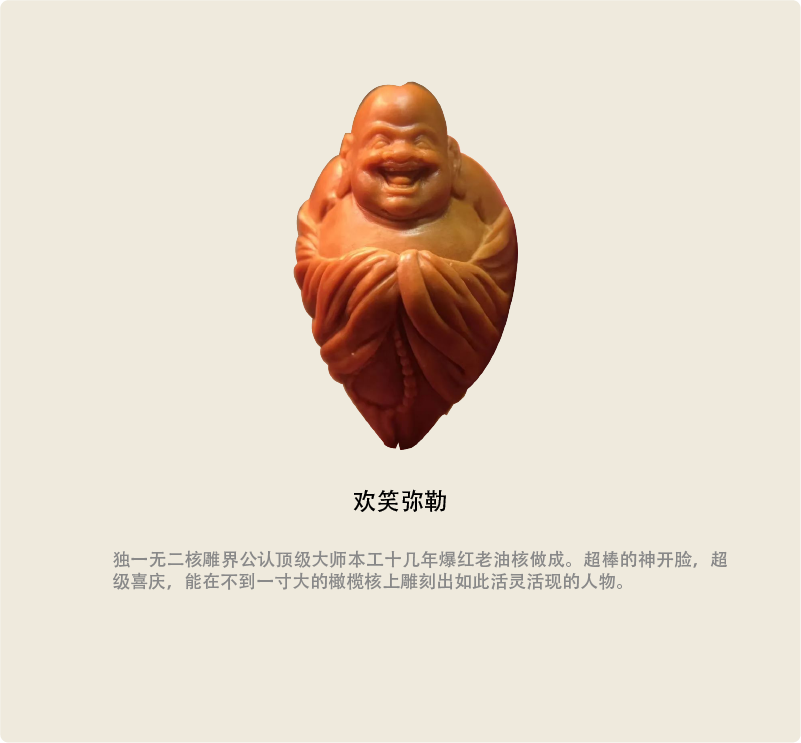 欢笑弥勒
独一无二核雕界公认顶级大师本工十几年爆红老油核做成。超棒的神开脸，超
级喜庆，能在不到一寸大的橄榄核上雕刻出如此活灵活现的人物。